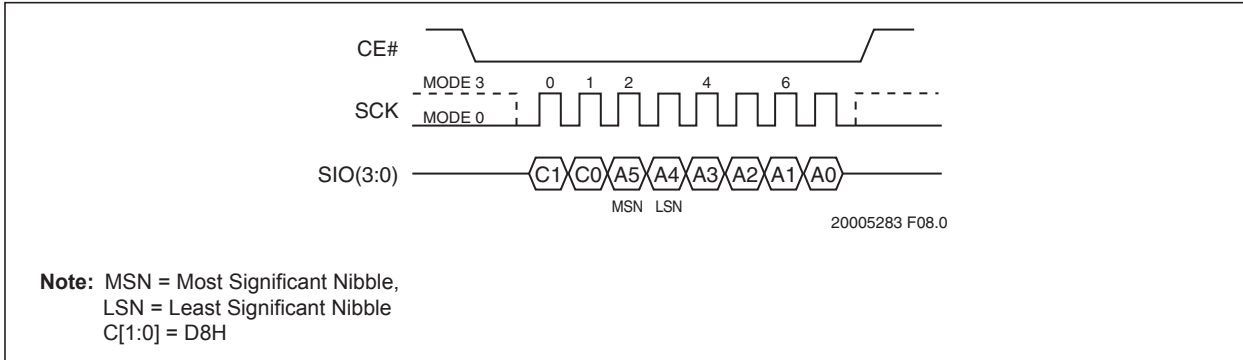 CE#
MODE 3 0 1 2 4 6
SCK
MODE 0
SIO(3:0) C1 C0 A5 A4 A3 A2 A1 A0
MSN LSN
20005283 F08.0
Note: MSN = Most Significant Nibble,
LSN = Least Significant Nibble
C[1:0] = D8H